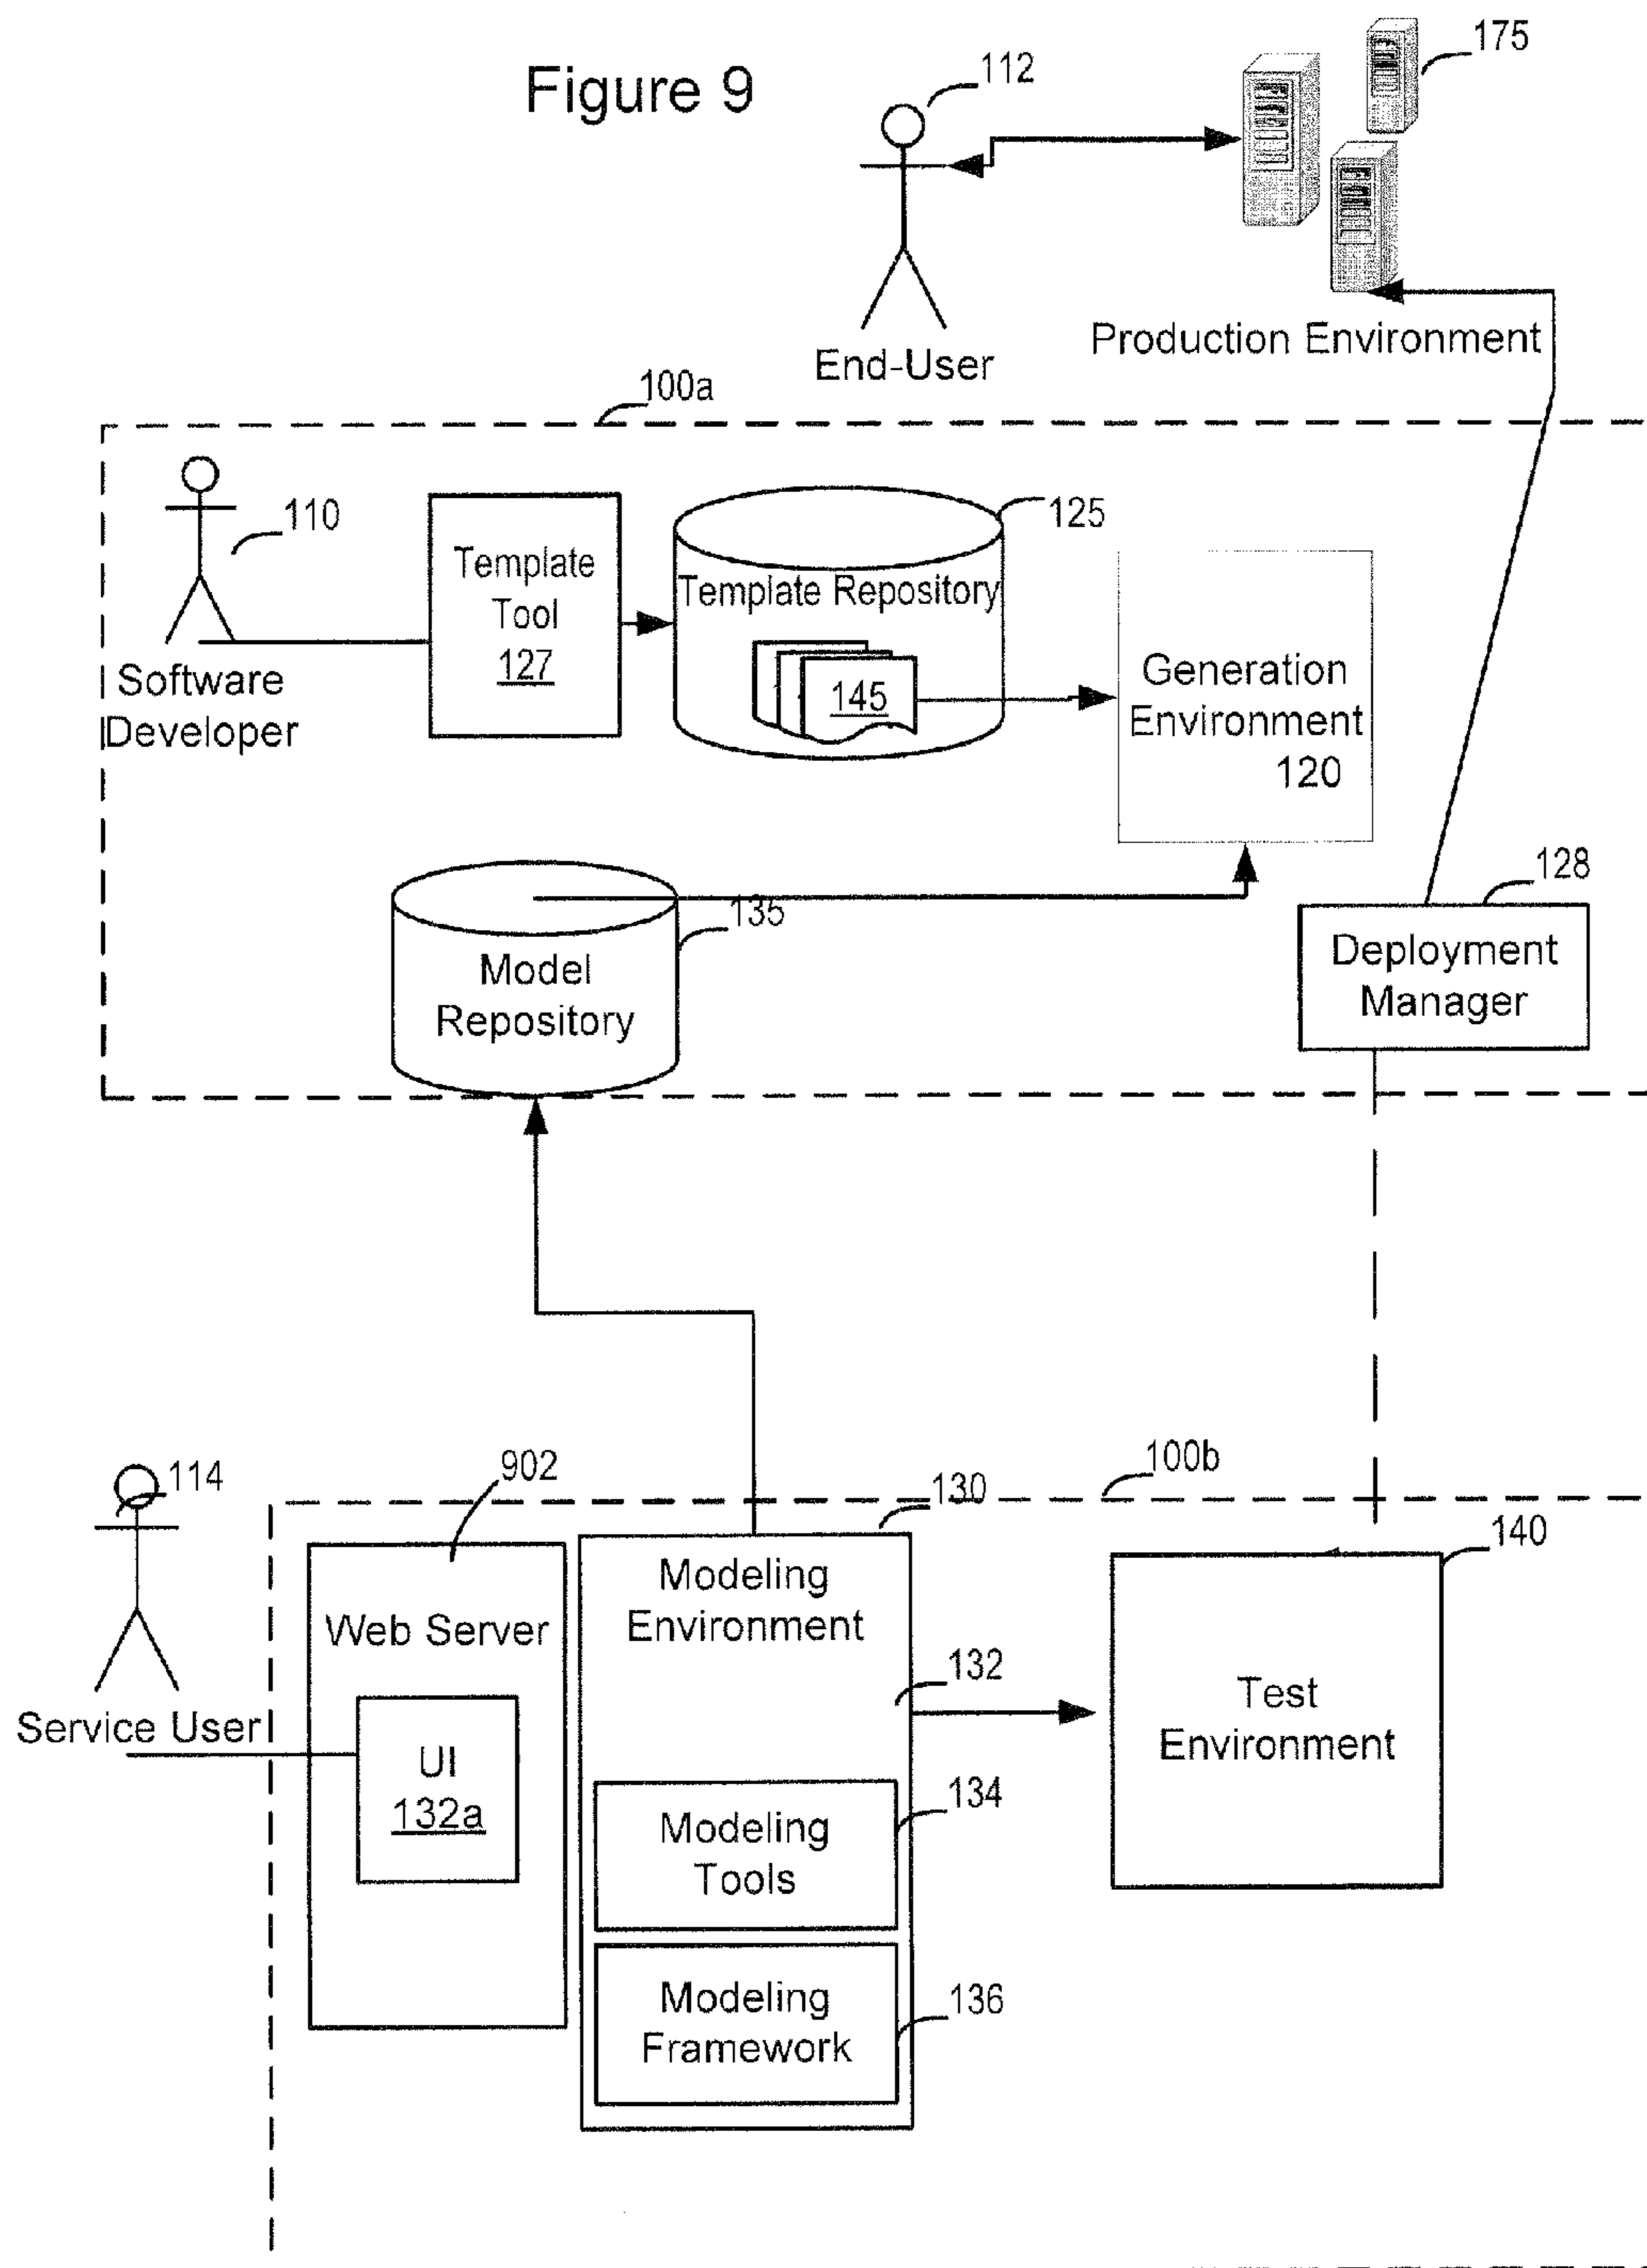 Figure 9
112
175
End-User
Production Environment
100a
110
Software
Developer
Template
Tool
127
125
Template Repository
145
Generation
Environment
120
135
Model
Repository
128
Deployment
Manager
114
Service User
902
Web Server
UI
132a
130
Modeling
Environment
132
134
Modeling
Tools
136
Modeling
Framework
100b
140
Test
Environment